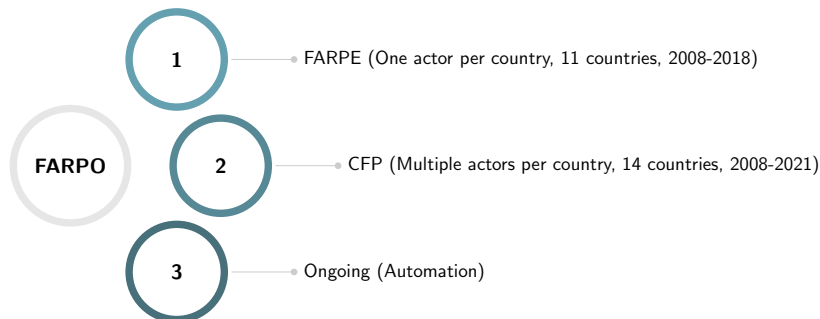 1
FARPE (One actor per country, 11 countries, 2008-2018)
FARPO
2
CFP (Multiple actors per country, 14 countries, 2008-2021)
3
Ongoing (Automation)